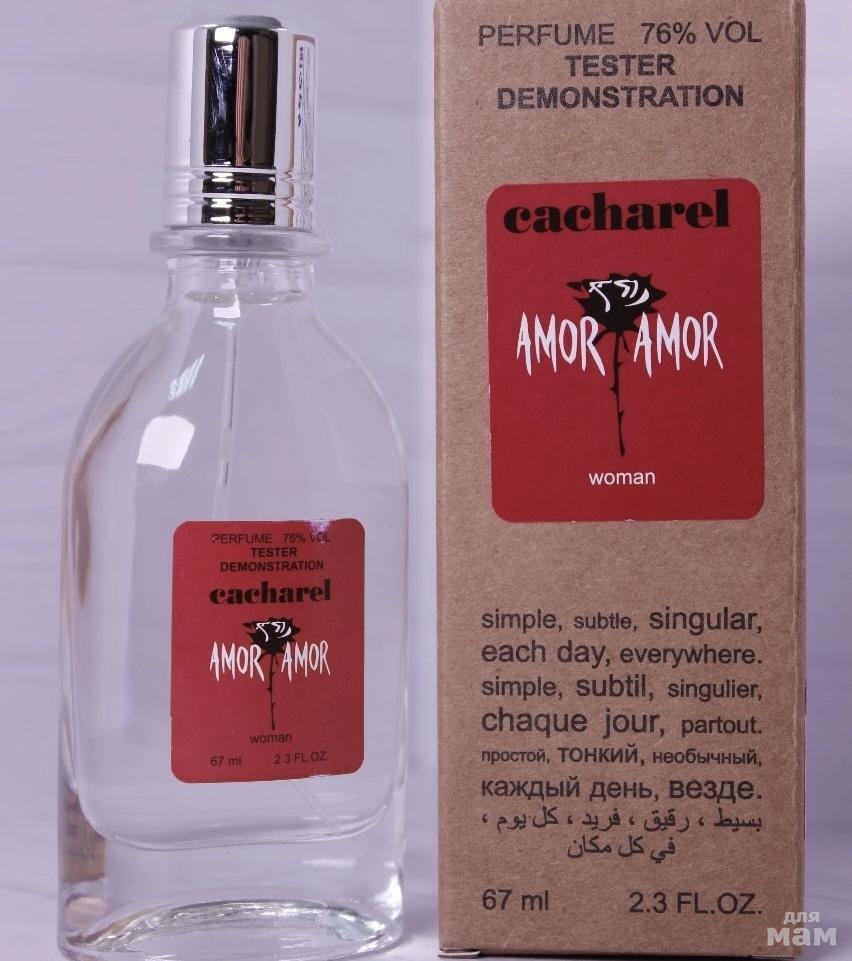 PERFUME 76% VOL
TESTER
DEMONSTRATION
cacharel
AMOR AMOR
woman
67 ml 2.3 FL.OZ.
PERFUME 76% VOL
TESTER
DEMONSTRATION
cacharel
AMOR AMOR
woman
simple, subtle, singular,
each day, everywhere.
simple, subtil, singulier,
chaque jour, partout.
простой, тонкий, необычный,
каждый день, везде.
بسيط ، رقيق ، فريد ، كل يوم ،
في كل مكان
67 ml 2.3 FL.OZ.
для
мам